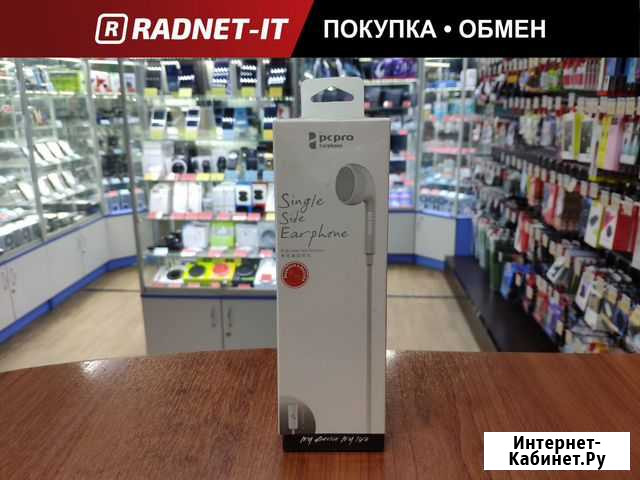 R RADNET-IT ПОКУПКА • ОБМЕН
pcpro
Single
Side
Earphone
Интернет-
Кабинет.Ру